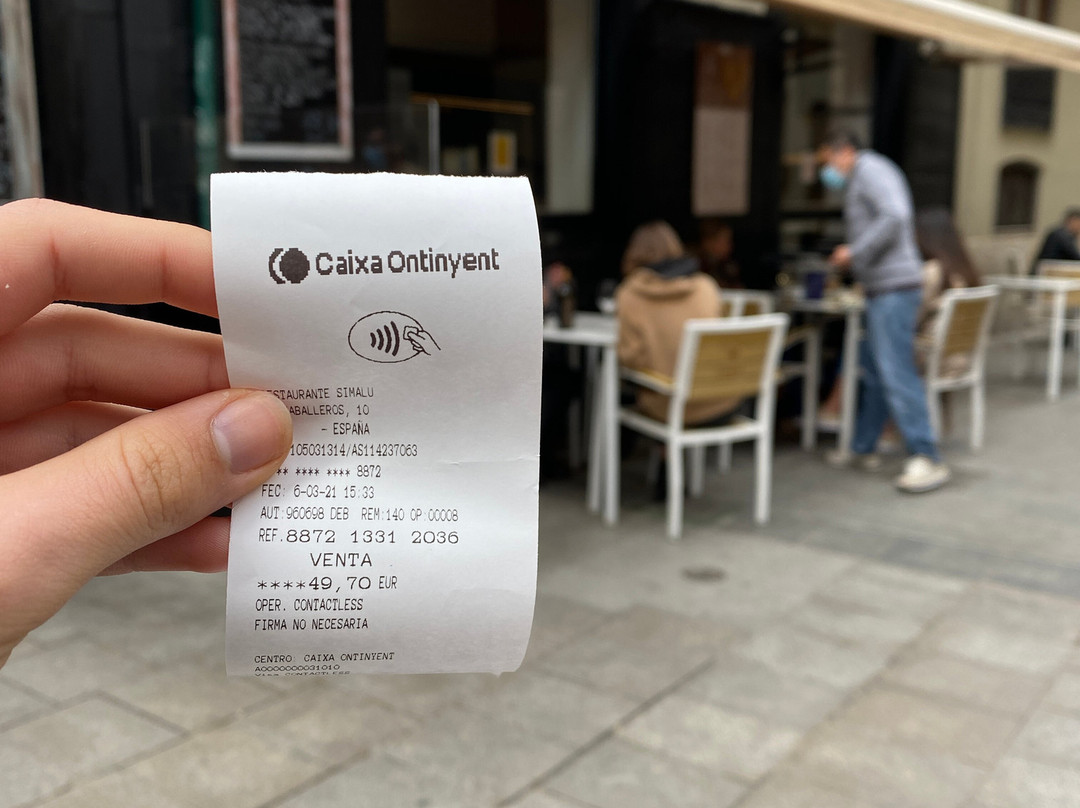 Caixa Ontinyent
ESTAURANTE SIMALU
ABALLEROS, 10
- ESPAÑA
105031314/AS114237063
** **** **** 8872
FEC: 6-03-21 15:33
AUT:960698 DEB REM:140 OP:00008
REF.8872 1331 2036
VENTA
****49,70 EUR
OPER. CONTACTLESS
FIRMA NO NECESARIA
CENTRO: CAIXA ONTINYENT
A0000000031010